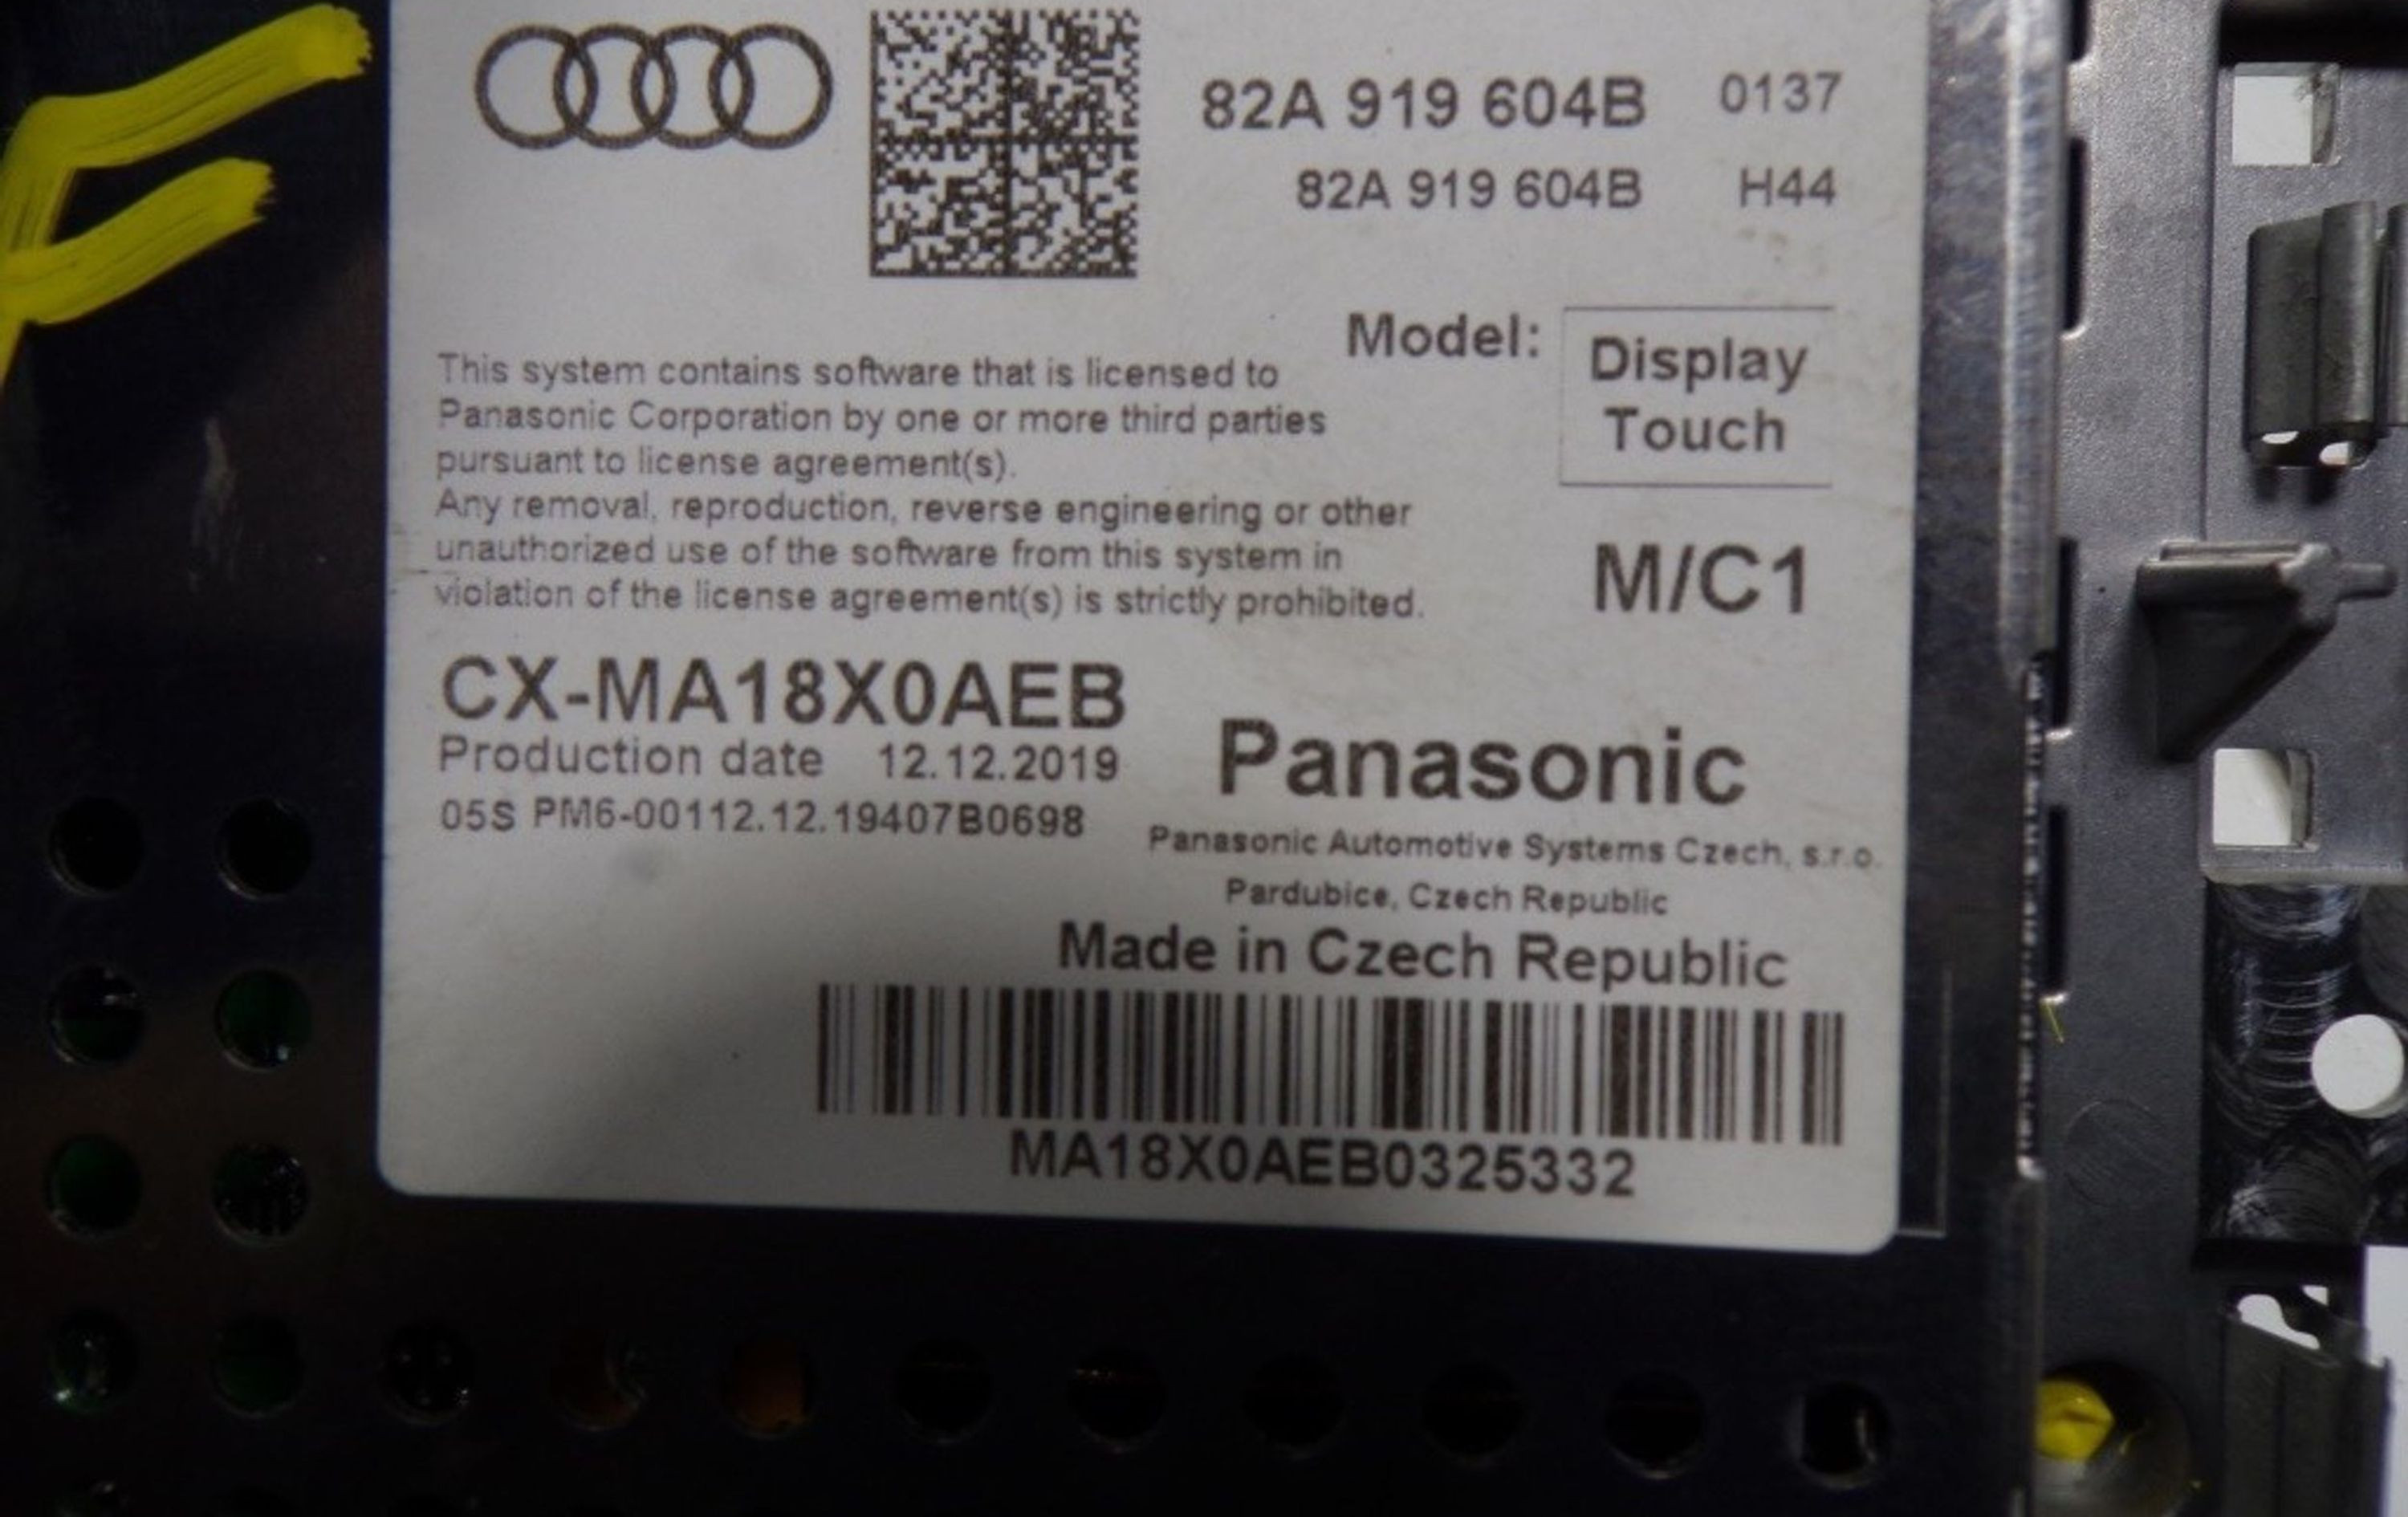 82A 919 604B 0137
82A 919 604B H44
Model: Display
Touch
This system contains software that is licensed to
Panasonic Corporation by one or more third parties
pursuant to license agreement(s).
Any removal, reproduction, reverse engineering or other
unauthorized use of the software from this system in
violation of the license agreement(s) is strictly prohibited.
M/C1
CX-MA18X0AEB
Production date 12.12.2019
05S PM6-00112.12.19407B0698
Panasonic
Panasonic Automotive Systems Czech, s.r.o.
Pardubice, Czech Republic
Made in Czech Republic
MA18X0AEB0325332